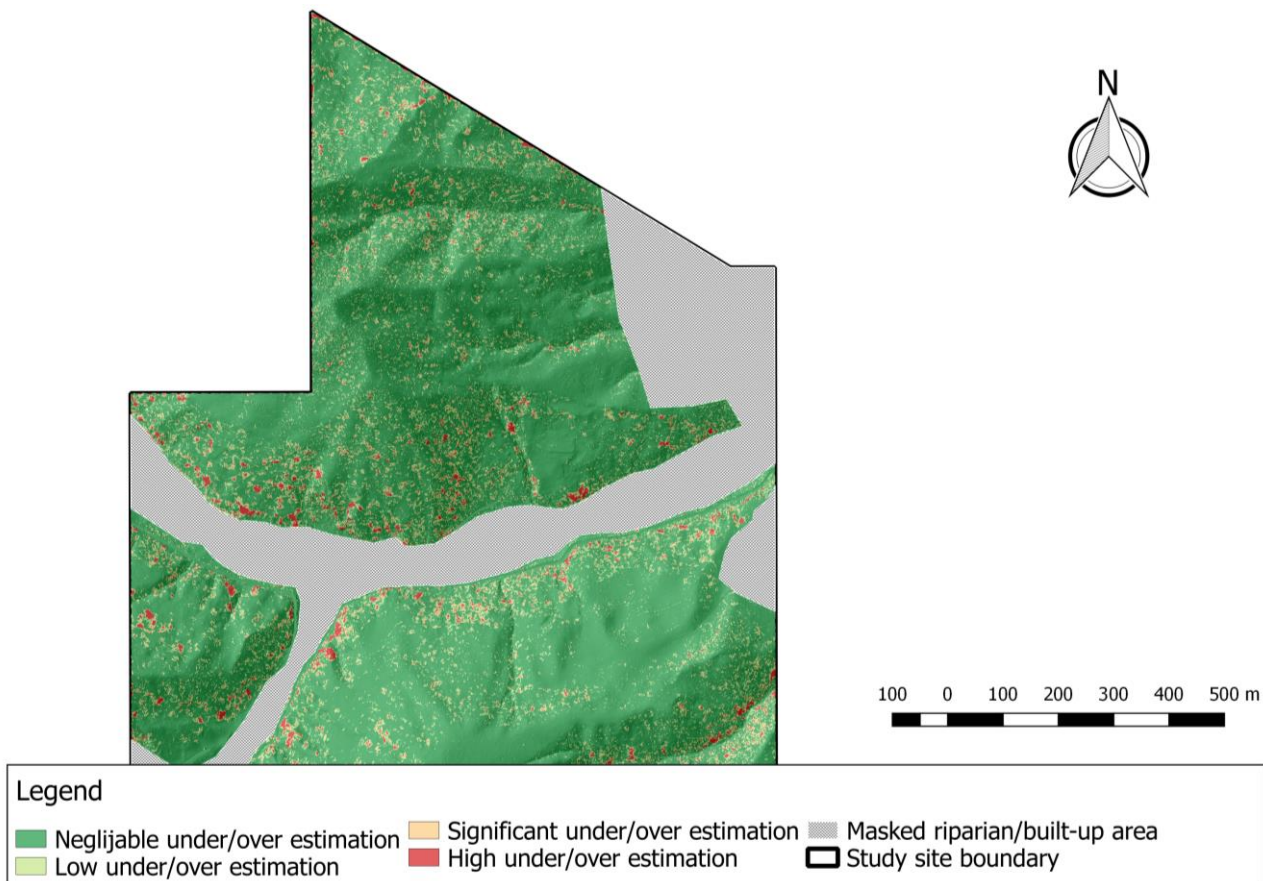 N
100 0 100 200 300 400 500 m
Legend
Neglijable under/over estimation
Low under/over estimation
Significant under/over estimation
High under/over estimation
Masked riparian/built-up area
Study site boundary